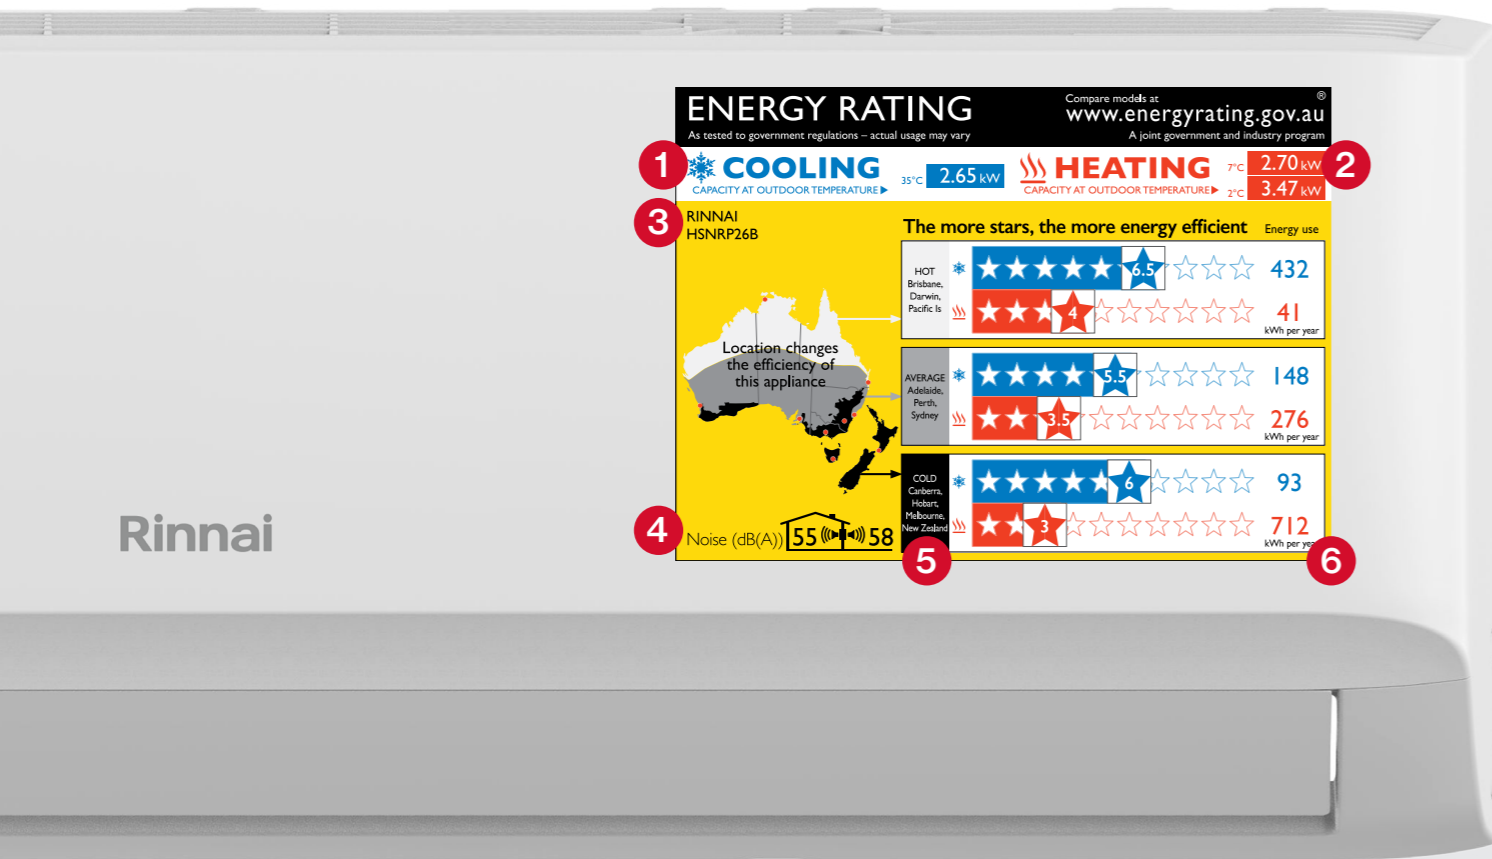 ENERGY RATING
As tested to government regulations – actual usage may vary
Compare models at
www.energyrating.gov.au
®
A joint government and industry program
1
COOLING
CAPACITY AT OUTDOOR TEMPERATURE
35°C 2.65 kW
HEATING
CAPACITY AT OUTDOOR TEMPERATURE
7°C 2.70 kW
2°C 3.47 kW
2
3
RINNAI
HSNRP26B
The more stars, the more energy efficient
Energy use
HOT
Brisbane,
Darwin,
Pacific Is
6.5
432
4
41
kWh per year
Location changes
the efficiency of
this appliance
AVERAGE
Adelaide,
Perth,
Sydney
5.5
148
3.5
276
kWh per year
COLD
Canberra,
Hobart,
Melbourne,
New Zealand
6
93
3
712
kWh per year
4
Noise (dB(A)) 55 58
5
6
Rinnai